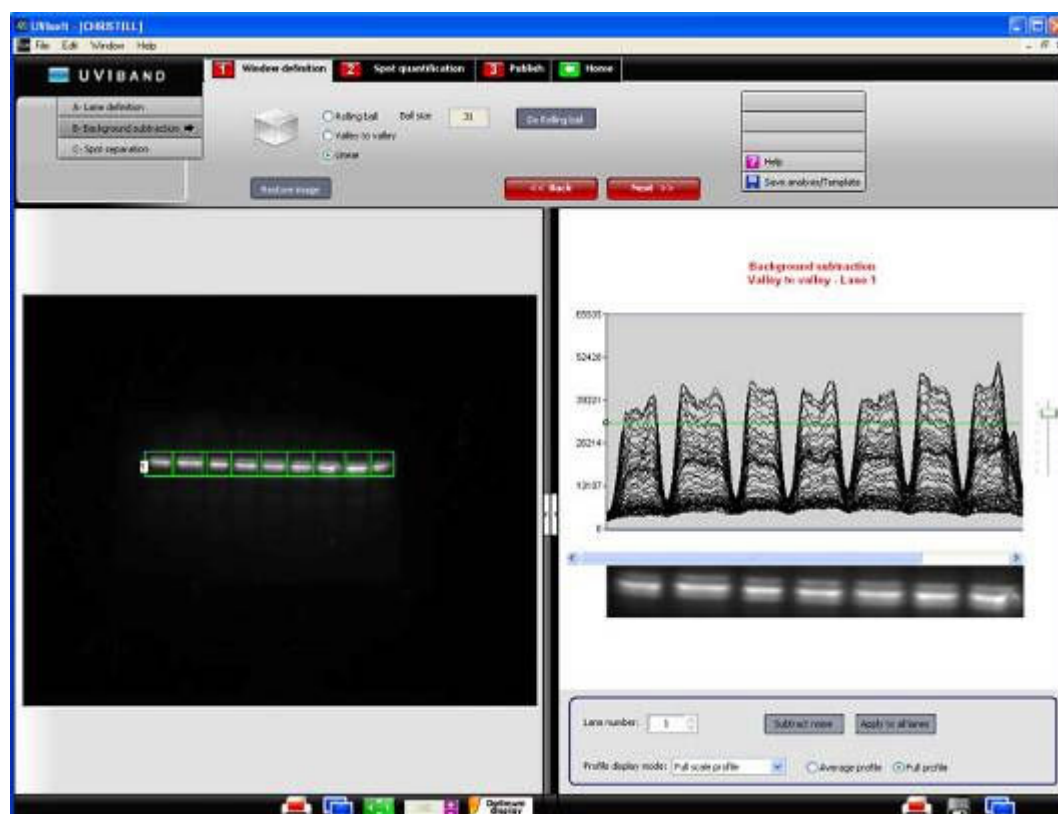 UVIsoft - [CHRISTILL]
File Edit Window Help
UVIBAND
1 Window definition 2 Spot quantification 3 Publish Home
A- Lane definition
B- Background subtraction
C- Spot separation
Rolling ball Ball size 31 Do Rolling ball
Valley to valley
Linear
Restore image
<< Back Next >>
Help
Save analysis/Template
Background subtraction
Valley to valley - Lane 1
65535
52428
39321
26214
13107
0
Lane number: 1 Subtract noise Apply to all lanes
Profile display mode: Full scale profile Average profile Full profile
Optimum
display